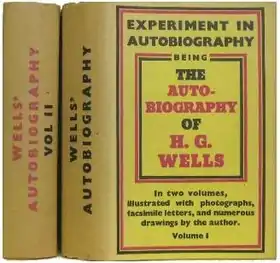 WELLS'
AUTOBIOGRAPHY
VOL II
WELLS'
AUTOBIOGRAPHY
EXPERIMENT IN
AUTOBIOGRAPHY
BEING
THE
AUTO-
BIOGRAPHY
OF
H. G.
WELLS
In two volumes,
illustrated with photographs,
facsimile letters, and numerous
drawings by the author.
Volume I